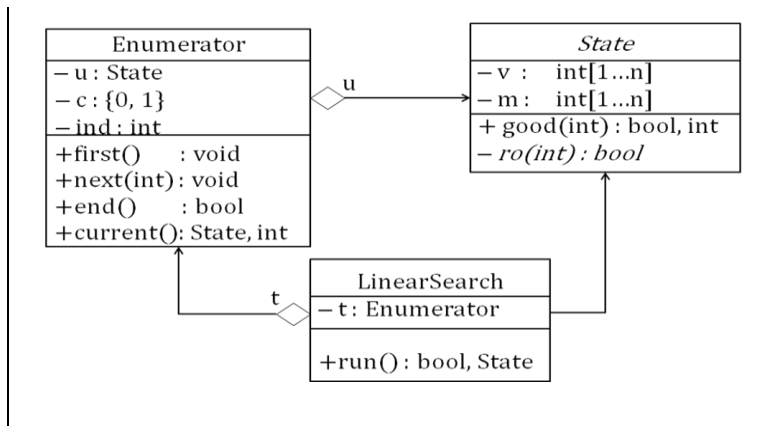 Enumerator
– u : State
– c : {0, 1}
– ind : int
+first() : void
+next(int) : void
+end() : bool
+current(): State, int
u
State
– v : int[1...n]
– m : int[1...n]
+ good(int) : bool, int
– ro(int) : bool
t
LinearSearch
– t : Enumerator
+run() : bool, State